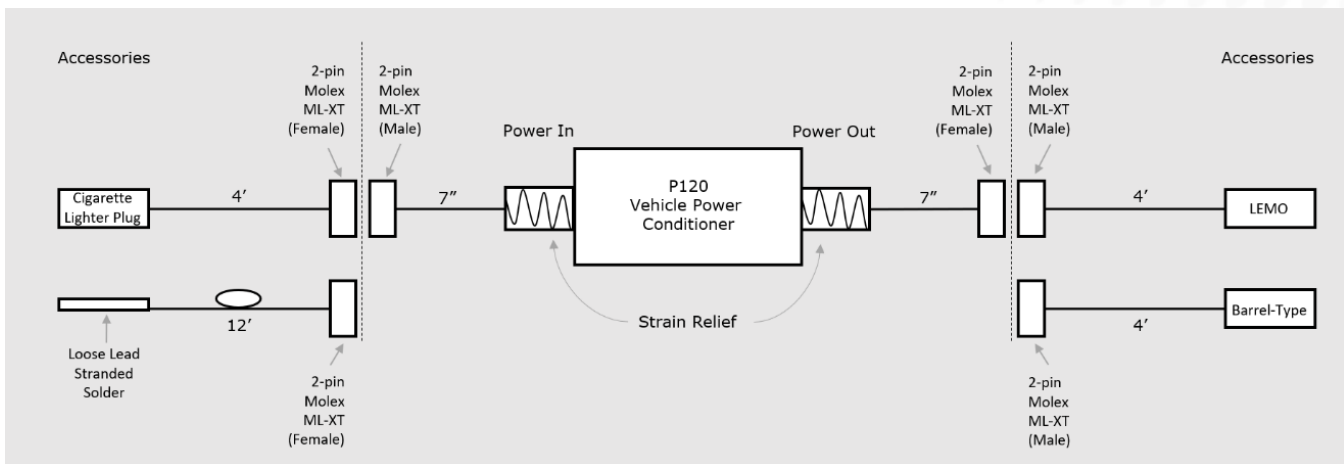 Accessories
Accessories
2-pin
Molex
ML-XT
(Female)
2-pin
Molex
ML-XT
(Male)
Power In
Power Out
2-pin
Molex
ML-XT
(Female)
2-pin
Molex
ML-XT
(Male)
Cigarette
Lighter Plug
4’
7”
P120
Vehicle Power
Conditioner
7”
4’
LEMO
12’
Strain Relief
4’
Barrel-Type
Loose Lead
Stranded
Solder
2-pin
Molex
ML-XT
(Female)
2-pin
Molex
ML-XT
(Male)